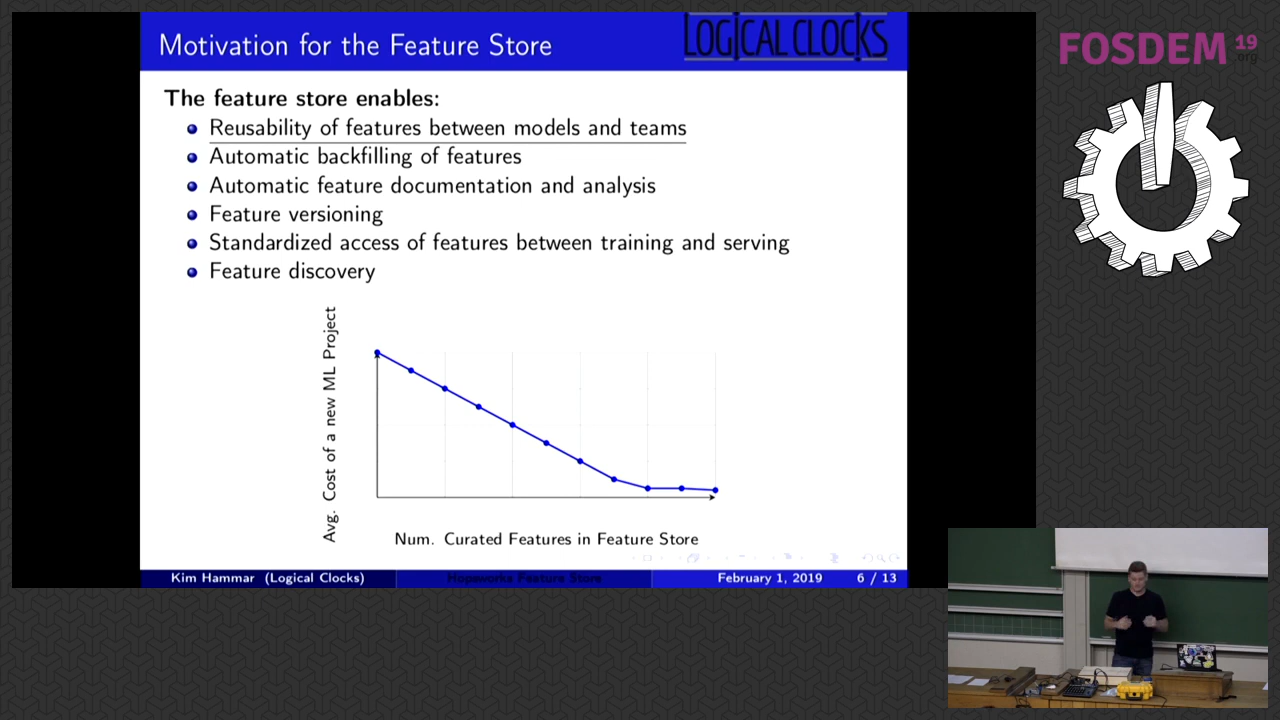 Motivation for the Feature Store
LOGICAL CLOCKS
FOSDEM 19
.org
The feature store enables:
Reusability of features between models and teams
Automatic backfilling of features
Automatic feature documentation and analysis
Feature versioning
Standardized access of features between training and serving
Feature discovery
Avg. Cost of a new ML Project
Num. Curated Features in Feature Store
Kim Hammar (Logical Clocks)
Hopsworks Feature Store
February 1, 2019
6 / 13